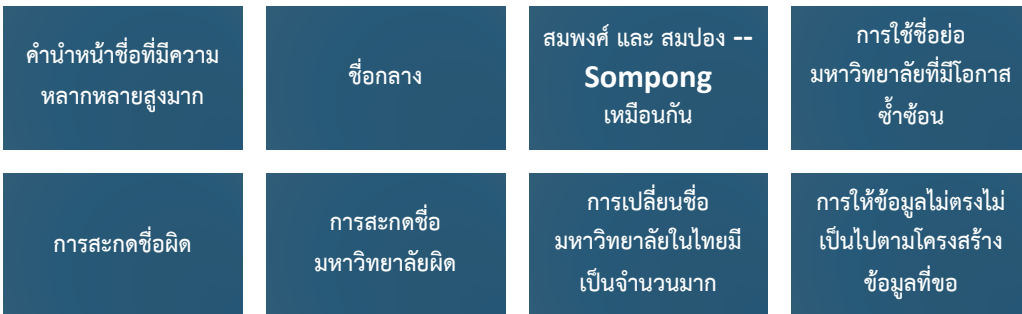 คำนำหน้าชื่อที่มีความ
หลากหลายสูงมาก
ชื่อกลาง
สมพงศ์ และ สมปอง --
Sompong
เหมือนกัน
การใช้ชื่อย่อ
มหาวิทยาลัยที่มีโอกาส
ซ้ำซ้อน
การสะกดชื่อผิด
การสะกดชื่อ
มหาวิทยาลัยผิด
การเปลี่ยนชื่อ
มหาวิทยาลัยในไทยมี
เป็นจำนวนมาก
การให้ข้อมูลไม่ตรงไม่
เป็นไปตามโครงสร้าง
ข้อมูลที่ขอ